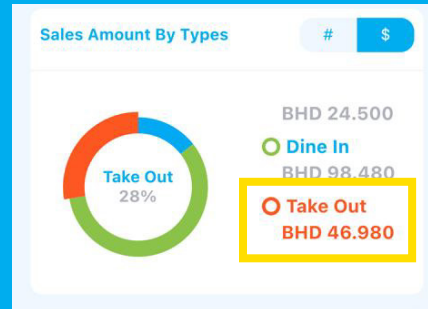 Sales Amount By Types
# $
BHD 24.500
Dine In
BHD 98.480
Take Out
BHD 46.980
Take Out
28%